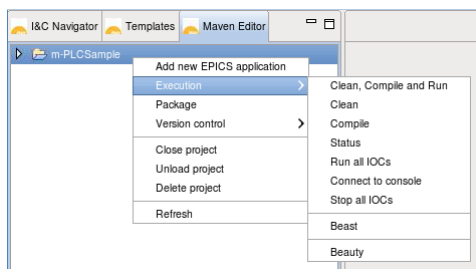 I&C Navigator Templates Maven Editor
m-PLCSample
Add new EPICS application
Execution
Package
Version control
Close project
Unload project
Delete project
Refresh
Clean, Compile and Run
Clean
Compile
Status
Run all IOCs
Connect to console
Stop all IOCs
Beast
Beauty